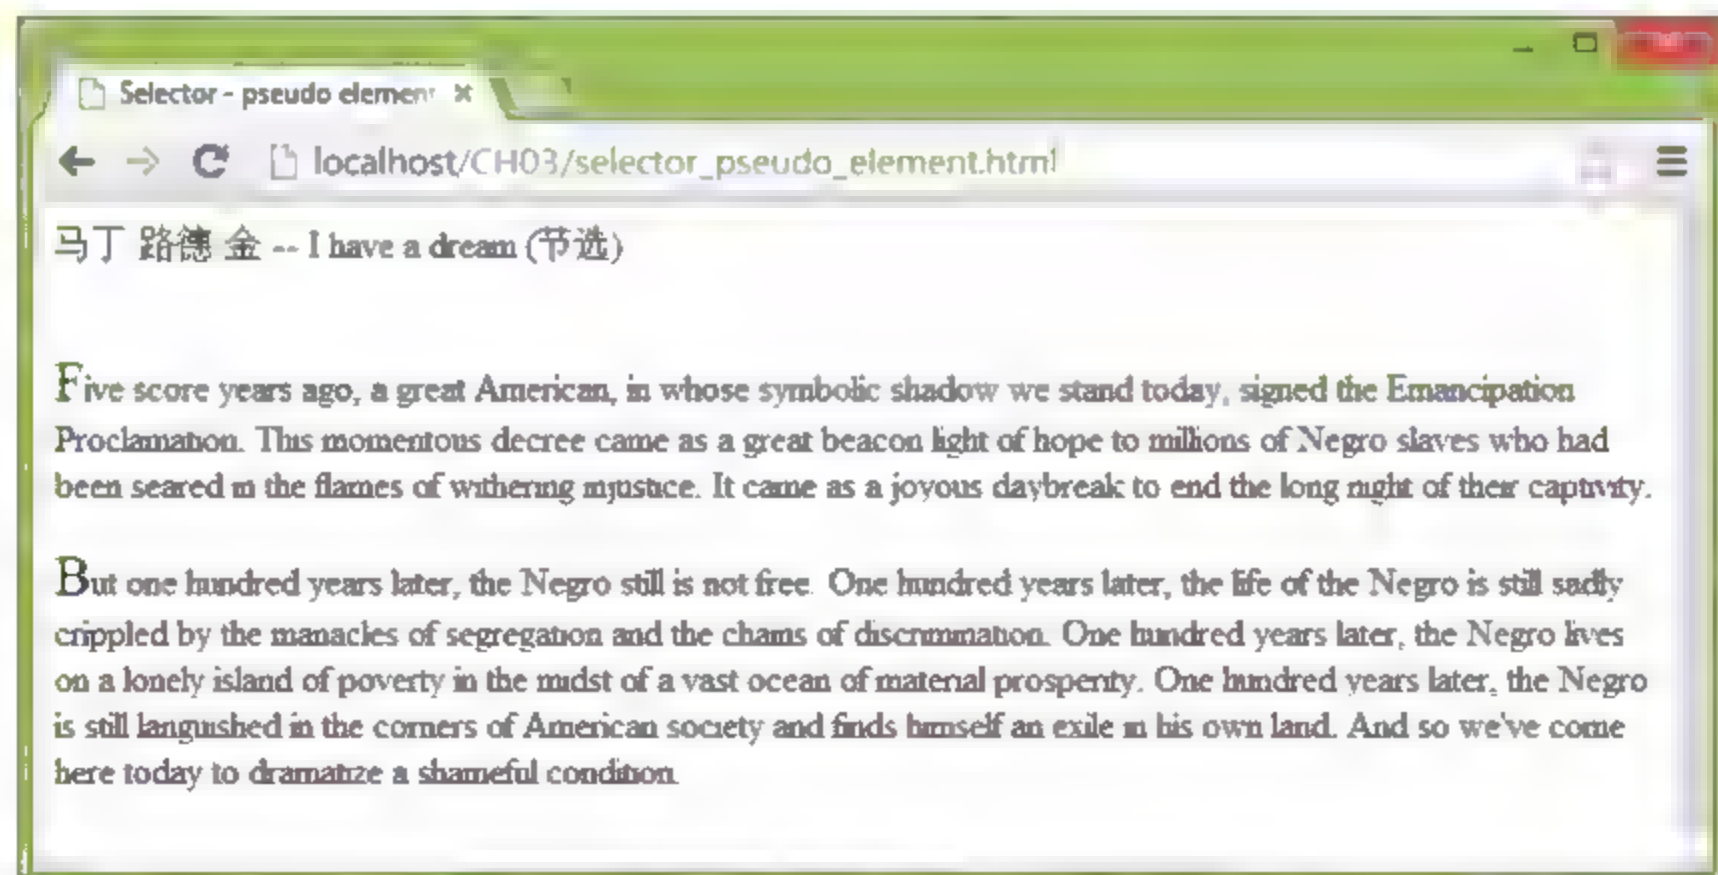 Selector - pseudo element
localhost/CH03/selector_pseudo_element.html
马丁 路德 金 -- I have a dream (节选)
Five score years ago, a great American, in whose symbolic shadow we stand today, signed the Emancipation
Proclamation. This momentous decree came as a great beacon light of hope to millions of Negro slaves who had
been seared in the flames of withering injustice. It came as a joyous daybreak to end the long night of their captivity.
But one hundred years later, the Negro still is not free. One hundred years later, the life of the Negro is still sadly
crippled by the manacles of segregation and the chains of discrimination. One hundred years later, the Negro lives
on a lonely island of poverty in the midst of a vast ocean of material prosperity. One hundred years later, the Negro
is still languished in the corners of American society and finds himself an exile in his own land. And so we've come
here today to dramatize a shameful condition.